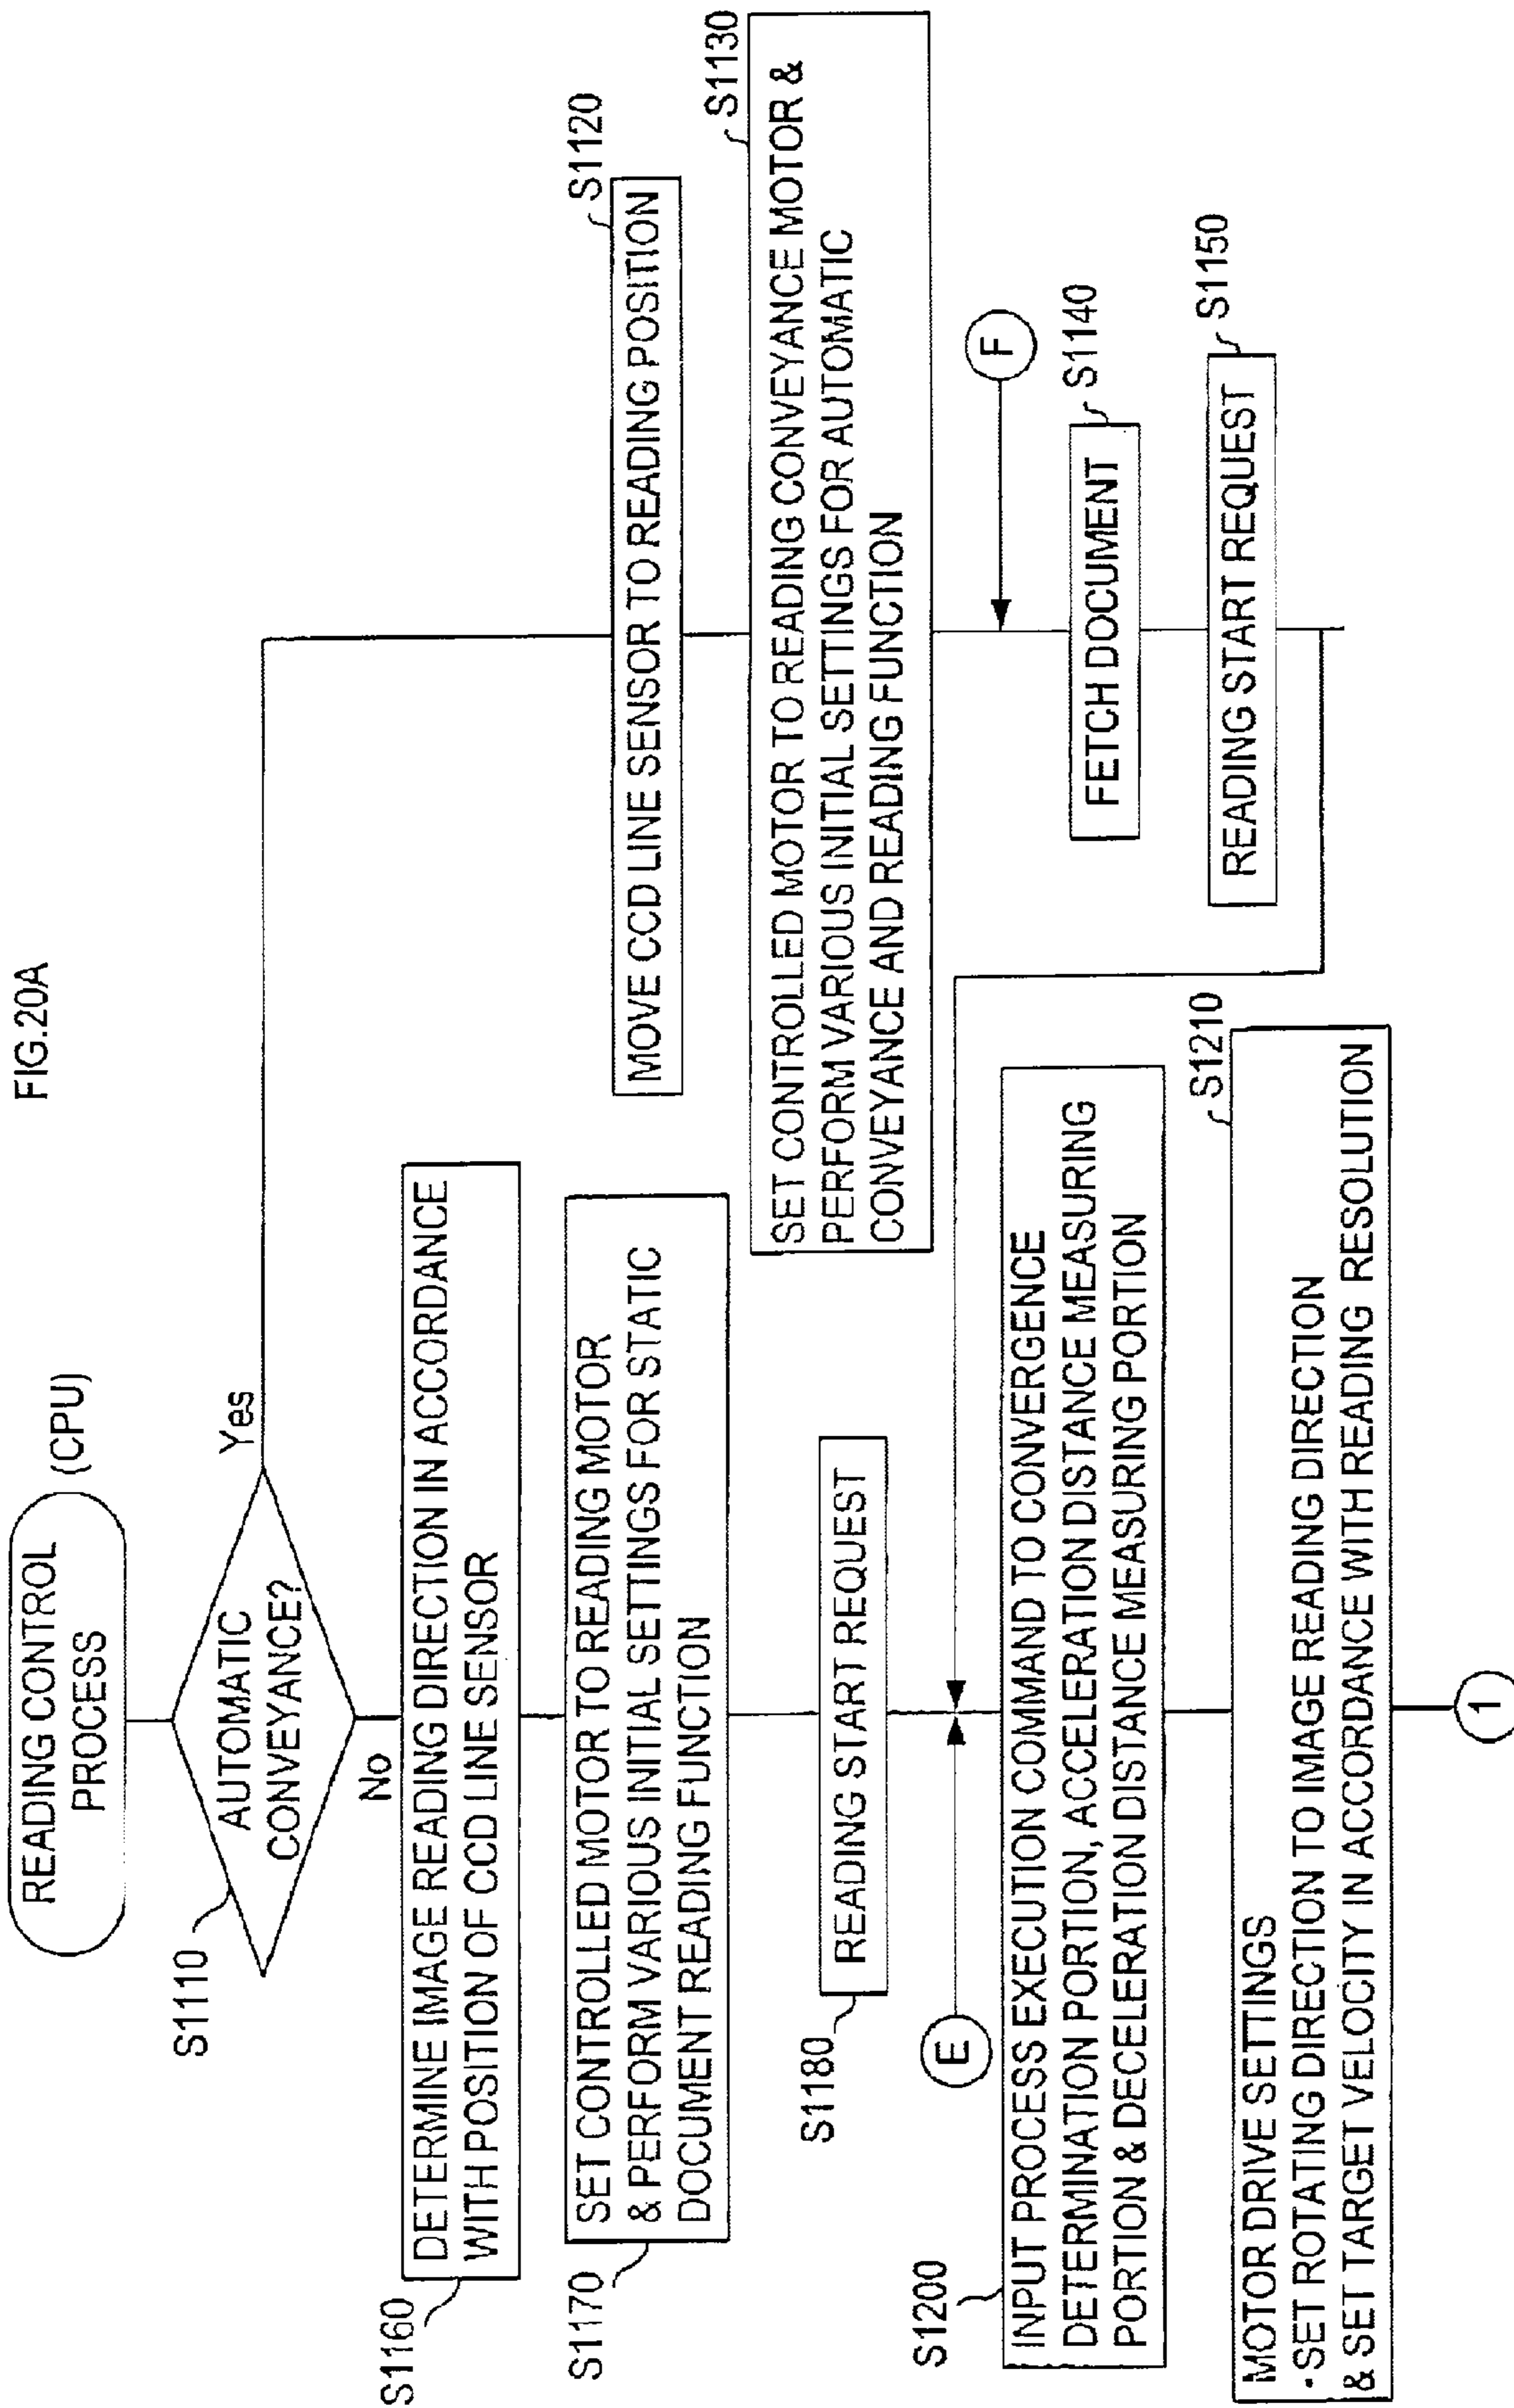 FIG.20A
READING CONTROL
PROCESS
(CPU)
S1110
AUTOMATIC
CONVEYANCE?
Yes
No
S1120
MOVE CCD LINE SENSOR TO READING POSITION
S1130
SET CONTROLLED MOTOR TO READING CONVEYANCE MOTOR &
PERFORM VARIOUS INITIAL SETTINGS FOR AUTOMATIC
CONVEYANCE AND READING FUNCTION
F
S1140
FETCH DOCUMENT
S1150
READING START REQUEST
S1160
DETERMINE IMAGE READING DIRECTION IN ACCORDANCE
WITH POSITION OF CCD LINE SENSOR
S1170
SET CONTROLLED MOTOR TO READING MOTOR
& PERFORM VARIOUS INITIAL SETTINGS FOR STATIC
DOCUMENT READING FUNCTION
S1180
READING START REQUEST
E
S1200
INPUT PROCESS EXECUTION COMMAND TO CONVERGENCE
DETERMINATION PORTION, ACCELERATION DISTANCE MEASURING
PORTION & DECELERATION DISTANCE MEASURING PORTION
S1210
MOTOR DRIVE SETTINGS
・SET ROTATING DIRECTION TO IMAGE READING DIRECTION
& SET TARGET VELOCITY IN ACCORDANCE WITH READING RESOLUTION
1